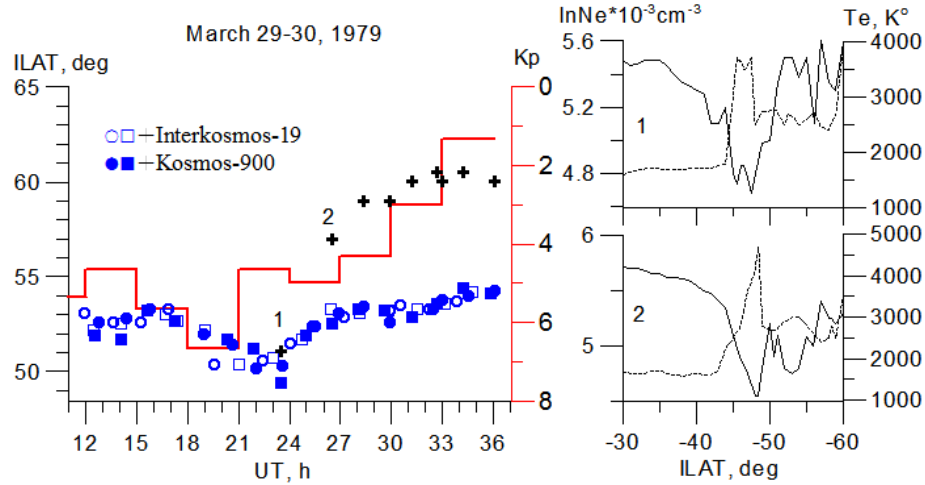 March 29-30, 1979
ILAT, deg
Kp
65
60
55
50
0
2
4
6
8
+Interkosmos-19
+Kosmos-900
2
1
12 15 18 21 24 27 30 33 36
UT, h
lnNe*10-3cm-3
Te, K°
5.6
5.2
4.8
4000
3000
2000
1000
1
6
5
5000
4000
3000
2000
1000
2
-30 -40 -50 -60
ILAT, deg